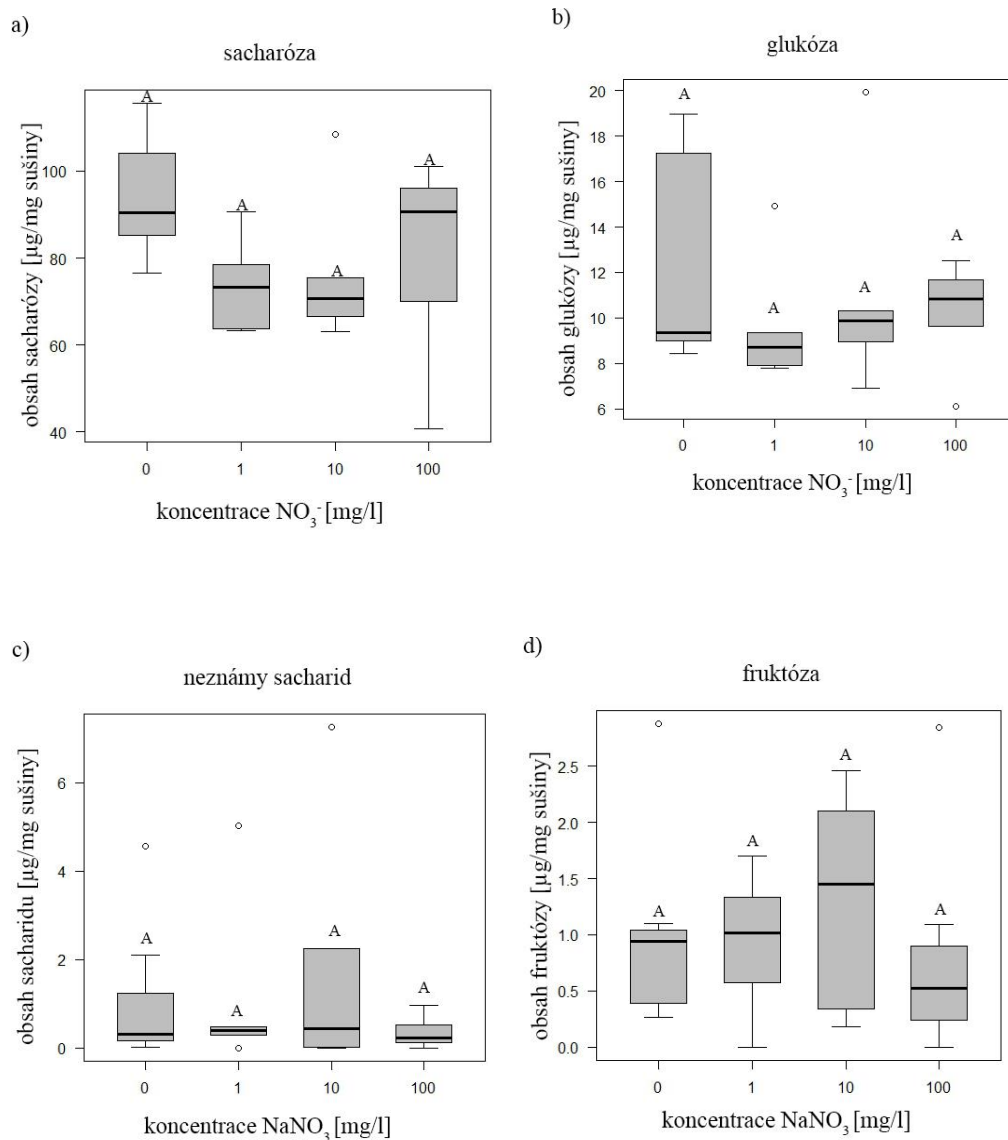 a)
sacharóza
A
A
A
A
obsah sacharózy [µg/mg sušiny]
100
80
60
40
0
1
10
100
koncentrace NO₃⁻ [mg/l]
b)
glukóza
A
A
A
A
obsah glukózy [µg/mg sušiny]
20
18
16
14
12
10
8
6
0
1
10
100
koncentrace NO₃⁻ [mg/l]
c)
neznámy sacharid
A
A
A
A
obsah sacharidu [µg/mg sušiny]
6
4
2
0
0
1
10
100
koncentrace NaNO₃ [mg/l]
d)
fruktóza
A
A
A
A
obsah fruktózy [µg/mg sušiny]
2.5
2.0
1.5
1.0
0.5
0.0
0
1
10
100
koncentrace NaNO₃ [mg/l]